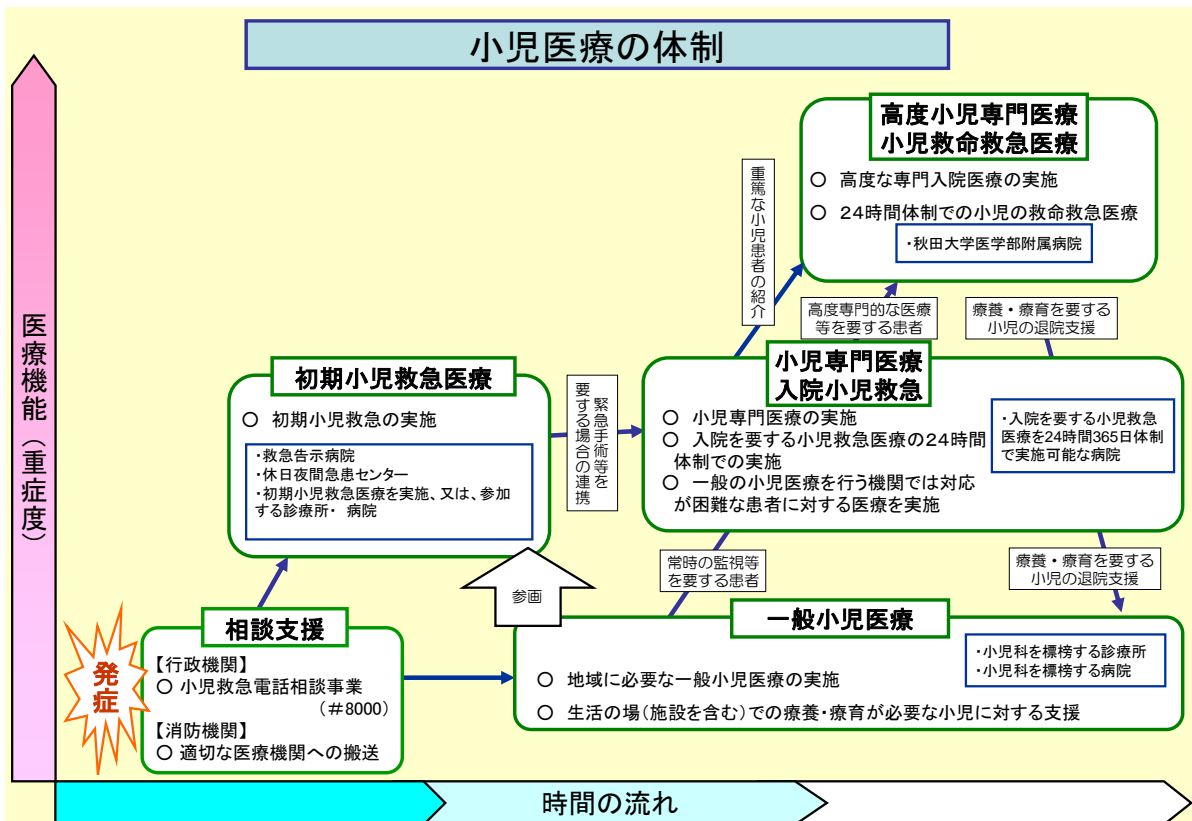 小児医療の体制
医療機能（重症度）
高度小児専門医療
小児救命救急医療
○ 高度な専門入院医療の実施
○ 24時間体制での小児の救命救急医療
・秋田大学医学部附属病院
重篤な小児患者の紹介
高度専門的な医療
等を要する患者
療養・療育を要する
小児の退院支援
初期小児救急医療
○ 初期小児救急の実施
・救急告示病院
・休日夜間急患センター
・初期小児救急医療を実施、又は、参加
する診療所・ 病院
緊急手術等を
要する場合の連携
小児専門医療
入院小児救急
○ 小児専門医療の実施
○ 入院を要する小児救急医療の24時間
体制での実施
○ 一般の小児医療を行う機関では対応
が困難な患者に対する医療を実施
・入院を要する小児救急
医療を24時間365日体制
で実施可能な病院
常時の監視等
を要する患者
療養・療育を要する
小児の退院支援
参画
発症
相談支援
【行政機関】
○ 小児救急電話相談事業
（＃8000）
【消防機関】
○ 適切な医療機関への搬送
一般小児医療
・小児科を標榜する診療所
・小児科を標榜する病院
○ 地域に必要な一般小児医療の実施
○ 生活の場（施設を含む）での療養・療育が必要な小児に対する支援
時間の流れ